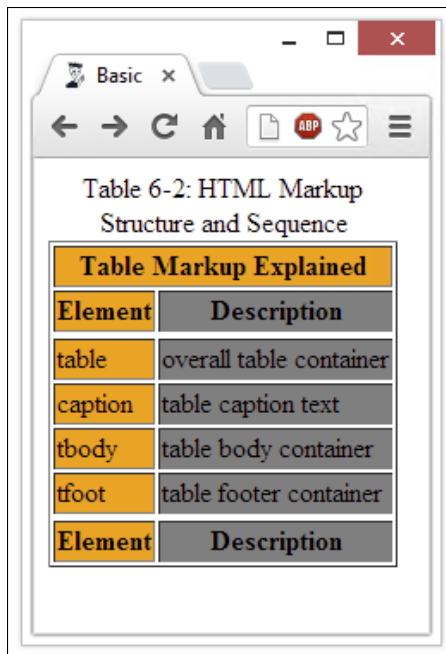 Basic
ABP
Table 6-2: HTML Markup
Structure and Sequence
Table Markup Explained
Element Description
table overall table container
caption table caption text
tbody table body container
tfoot table footer container
Element Description